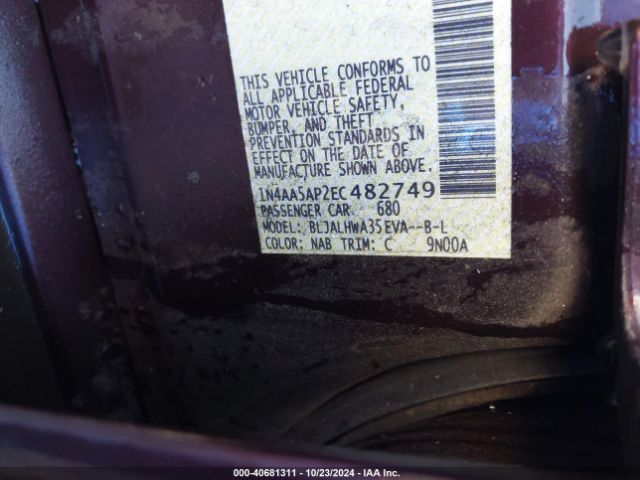 THIS VEHICLE CONFORMS TO
ALL APPLICABLE FEDERAL
MOTOR VEHICLE SAFETY,
BUMPER, AND THEFT
PREVENTION STANDARDS IN
EFFECT ON THE DATE OF
MANUFACTURE SHOWN ABOVE.
1N4AA5AP2EC482749
PASSENGER CAR 680
MODEL: BLJALHWA35EVA--B-L
COLOR: NAB TRIM: C 9N00A
000-40681311 - 10/23/2024 - IAA Inc.